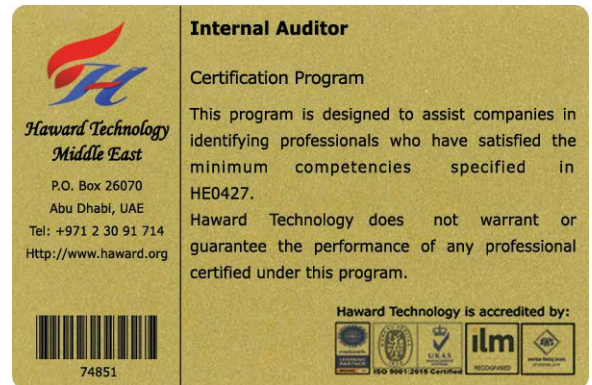 Haward Technology
Middle East
P.O. Box 26070
Abu Dhabi, UAE
Tel: +971 2 30 91 714
Http://www.haward.org
74851
Internal Auditor
Certification Program
This program is designed to assist companies in
identifying professionals who have satisfied the
minimum competencies specified in
HE0427.
Haward Technology does not warrant or
guarantee the performance of any professional
certified under this program.
Haward Technology is accredited by:
UKAS
ISO 9001:2015 Certified
ilm
RECOGNISED